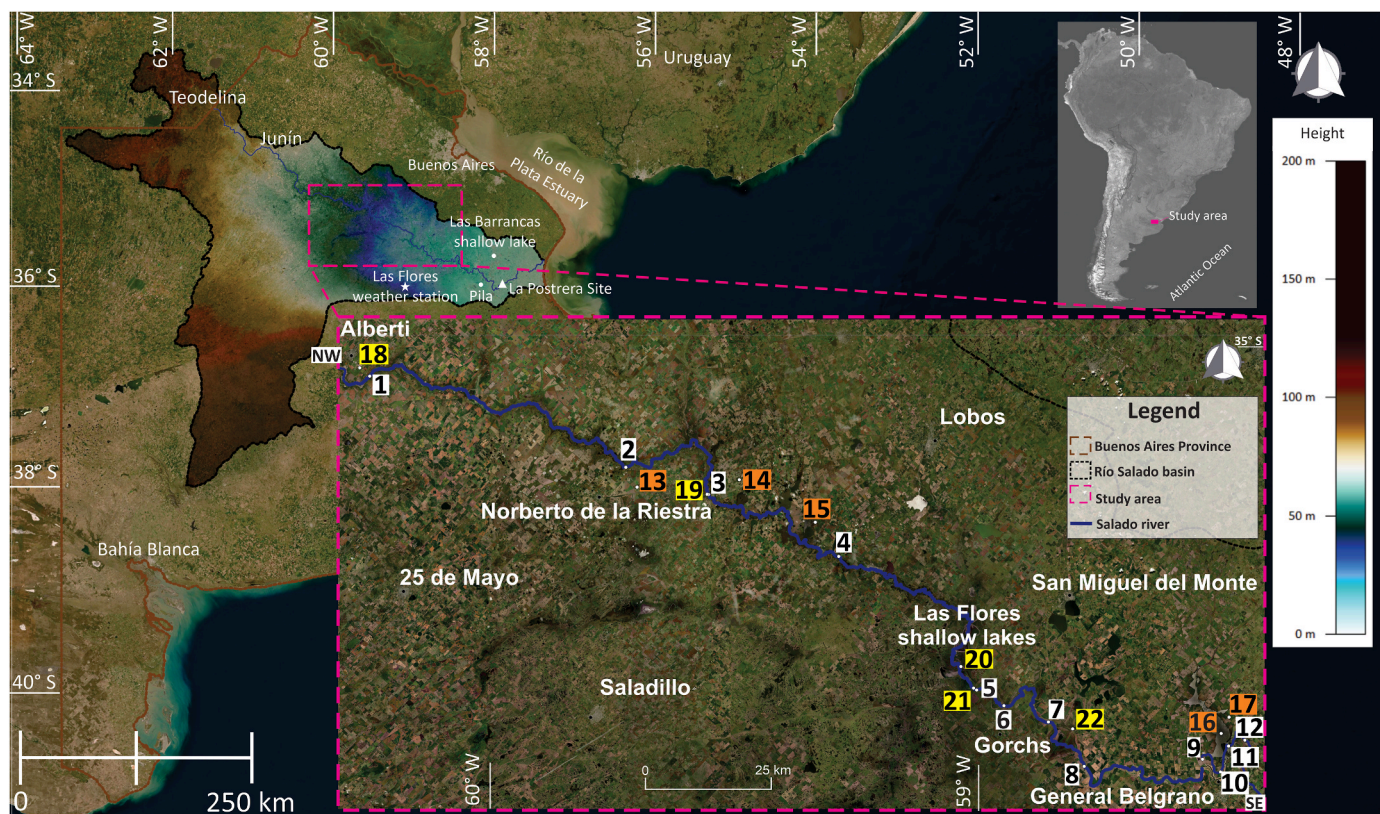 64° W
62° W
60° W
58° W
56° W
54° W
52° W
50° W
48° W
34° S
36° S
38° S
40° S
Uruguay
Teodelina
Junín
Buenos Aires
Río de la
Plata Estuary
Las Barrancas
shallow lake
Las Flores
weather station
Pila
La Postrera Site
Bahía Blanca
0
250 km
Study area
Atlantic Ocean
Height
200 m
150 m
100 m
50 m
0 m
Alberti
NW
18
1
35° S
Lobos
Legend
Buenos Aires Province
Río Salado basin
Study area
Salado river
2
13
19
3
14
Norberto de la Riestra
15
4
25 de Mayo
San Miguel del Monte
Las Flores
shallow lakes
20
Saladillo
21
5
6
7
22
Gorchs
8
16
17
9
12
11
10
General Belgrano
SE
60° W
59° W
0
25 km